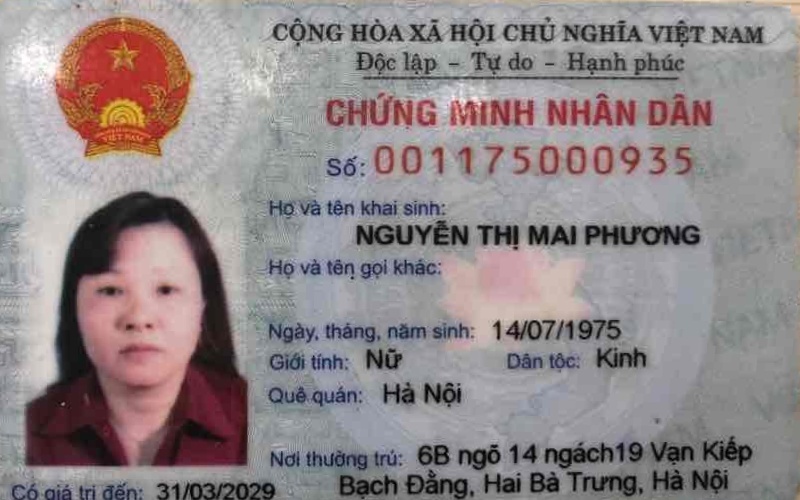 CỘNG HÒA XÃ HỘI CHỦ NGHĨA VIỆT NAM
Độc lập - Tự do - Hạnh phúc
CHỨNG MINH NHÂN DÂN
Số: 001175000935
Họ và tên khai sinh:
NGUYỄN THỊ MAI PHƯƠNG
Họ và tên gọi khác:
Ngày, tháng, năm sinh: 14/07/1975
Giới tính: Nữ Dân tộc: Kinh
Quê quán: Hà Nội
Nơi thường trú: 6B ngõ 14 ngách19 Vạn Kiếp
Bạch Đằng, Hai Bà Trưng, Hà Nội
Có giá trị đến: 31/03/2029
VIỆT NAM